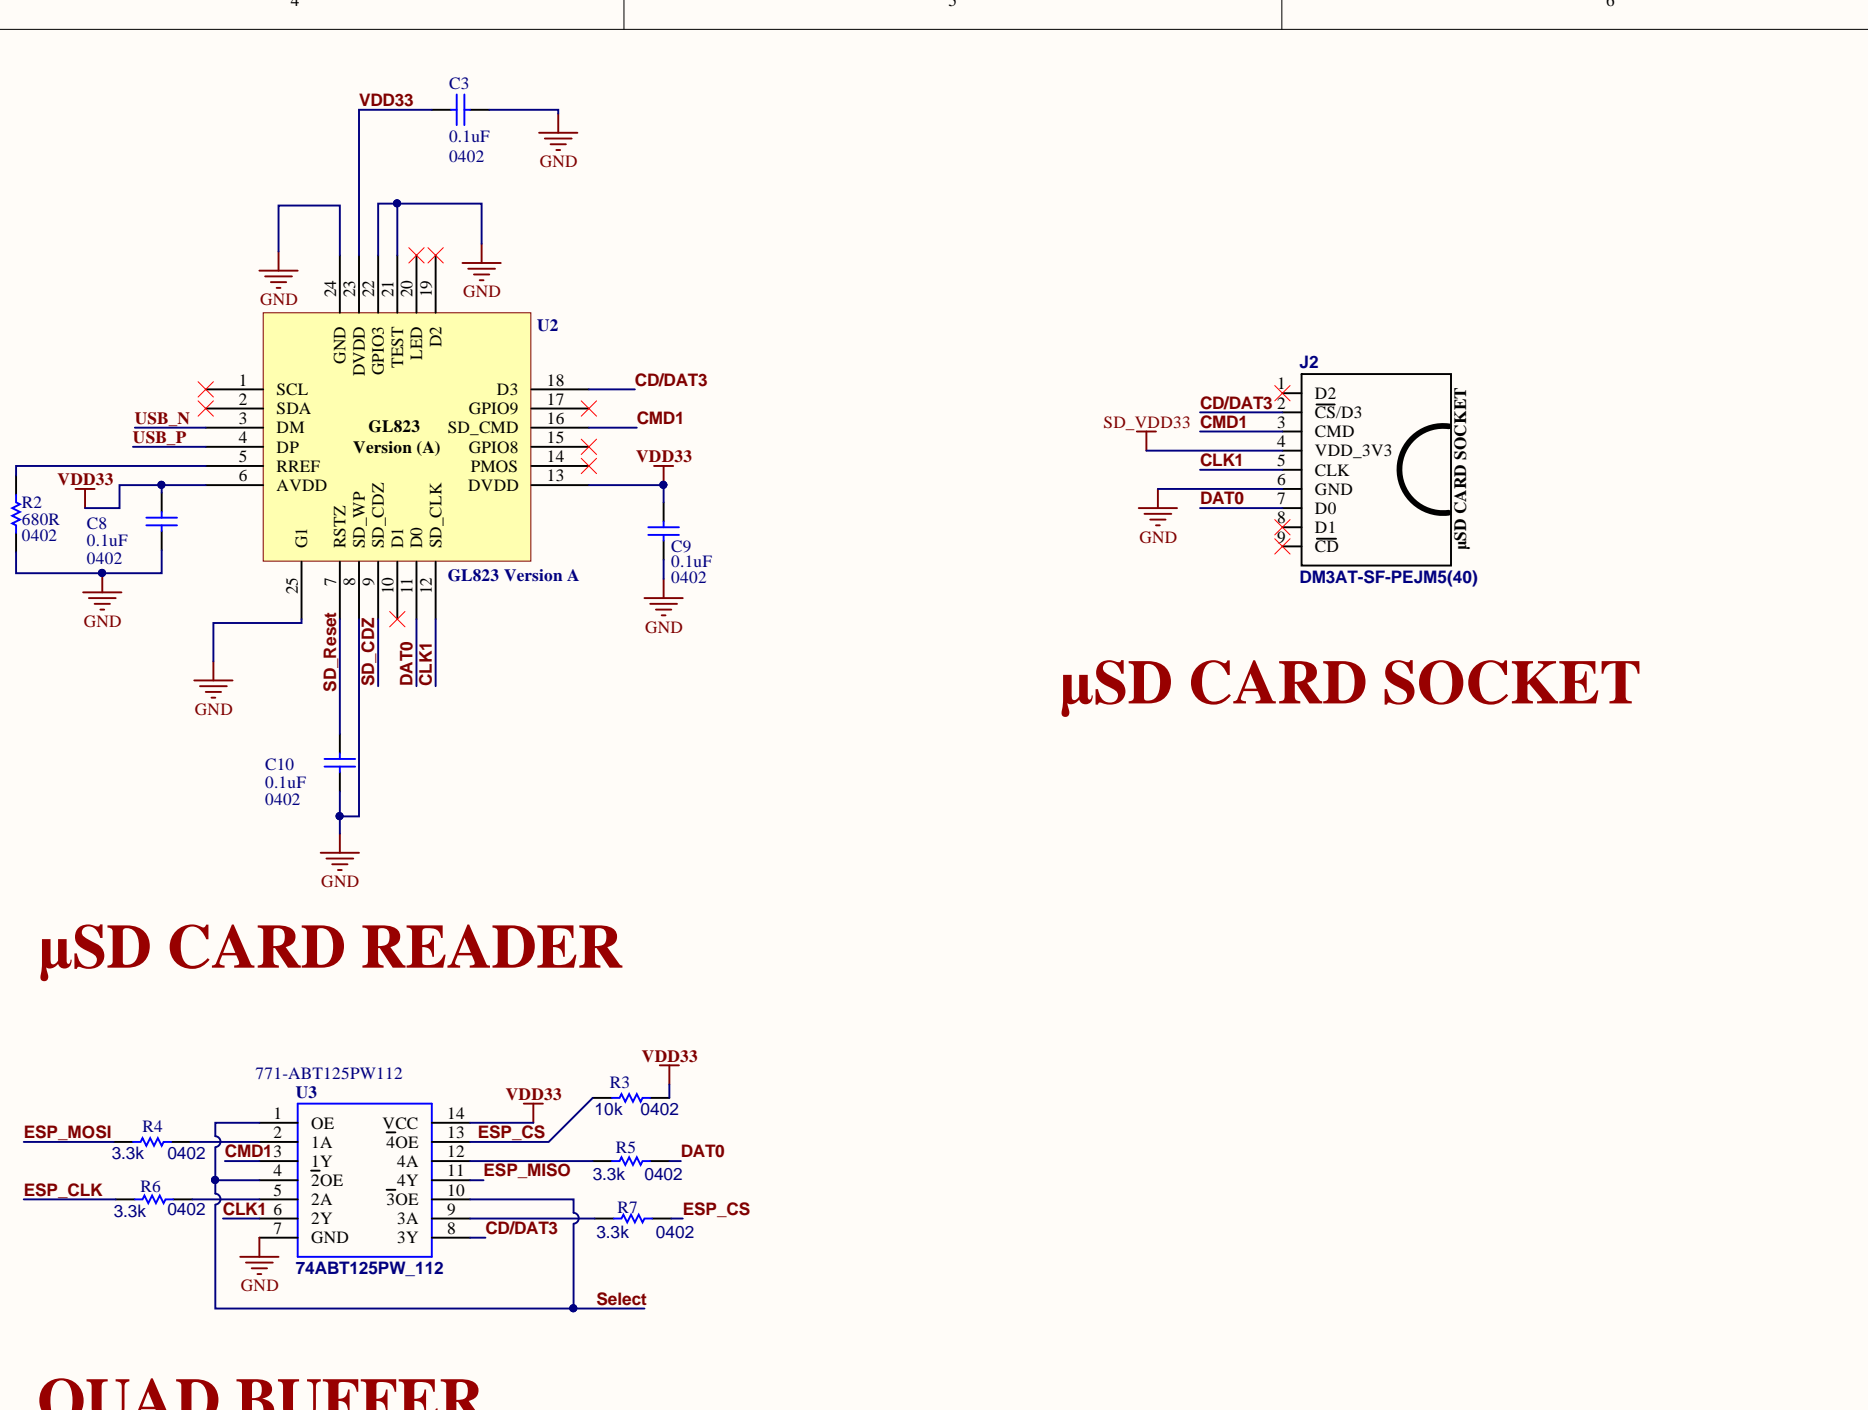 4
5
6
C3
VDD33
0.1uF
0402
GND
GND
GND
24
23
22
21
20
19
U2
GND
DVDD
GPIO3
TEST
LED
D2
1
SCL
2
SDA
USB_N
3
DM
USB_P
4
DP
5
RREF
6
AVDD
GL823
Version (A)
D3
18
CD/DAT3
GPIO9
17
SD_CMD
16
CMD1
GPIO8
15
PMOS
14
DVDD
13
VDD33
VDD33
R2
680R
0402
C8
0.1uF
0402
GND
G1
RSTZ
SD_WP
SD_CDZ
D1
D0
SD_CLK
25
7
8
9
10
11
12
GL823 Version A
C9
0.1uF
0402
GND
SD_Reset
SD_CDZ
DAT0
CLK1
GND
C10
0.1uF
0402
GND
µSD CARD READER
J2
1
D2
CD/DAT3
2
CS/D3
SD_VDD33
CMD1
3
CMD
4
VDD_3V3
CLK1
5
CLK
6
GND
DAT0
7
D0
8
D1
9
CD
GND
µSD CARD SOCKET
DM3AT-SF-PEJM5(40)
µSD CARD SOCKET
771-ABT125PW112
U3
VDD33
R3
10k
0402
VDD33
1
OE
VCC
14
ESP_MOSI
R4
3.3k
0402
2
1A
4OE
13
ESP_CS
CMD1
3
1Y
4A
12
R5
3.3k
0402
DAT0
4
2OE
4Y
11
ESP_MISO
ESP_CLK
R6
3.3k
0402
5
2A
3OE
10
CLK1
6
2Y
3A
9
R7
3.3k
0402
ESP_CS
7
GND
3Y
8
CD/DAT3
GND
74ABT125PW_112
Select
QUAD BUFFER